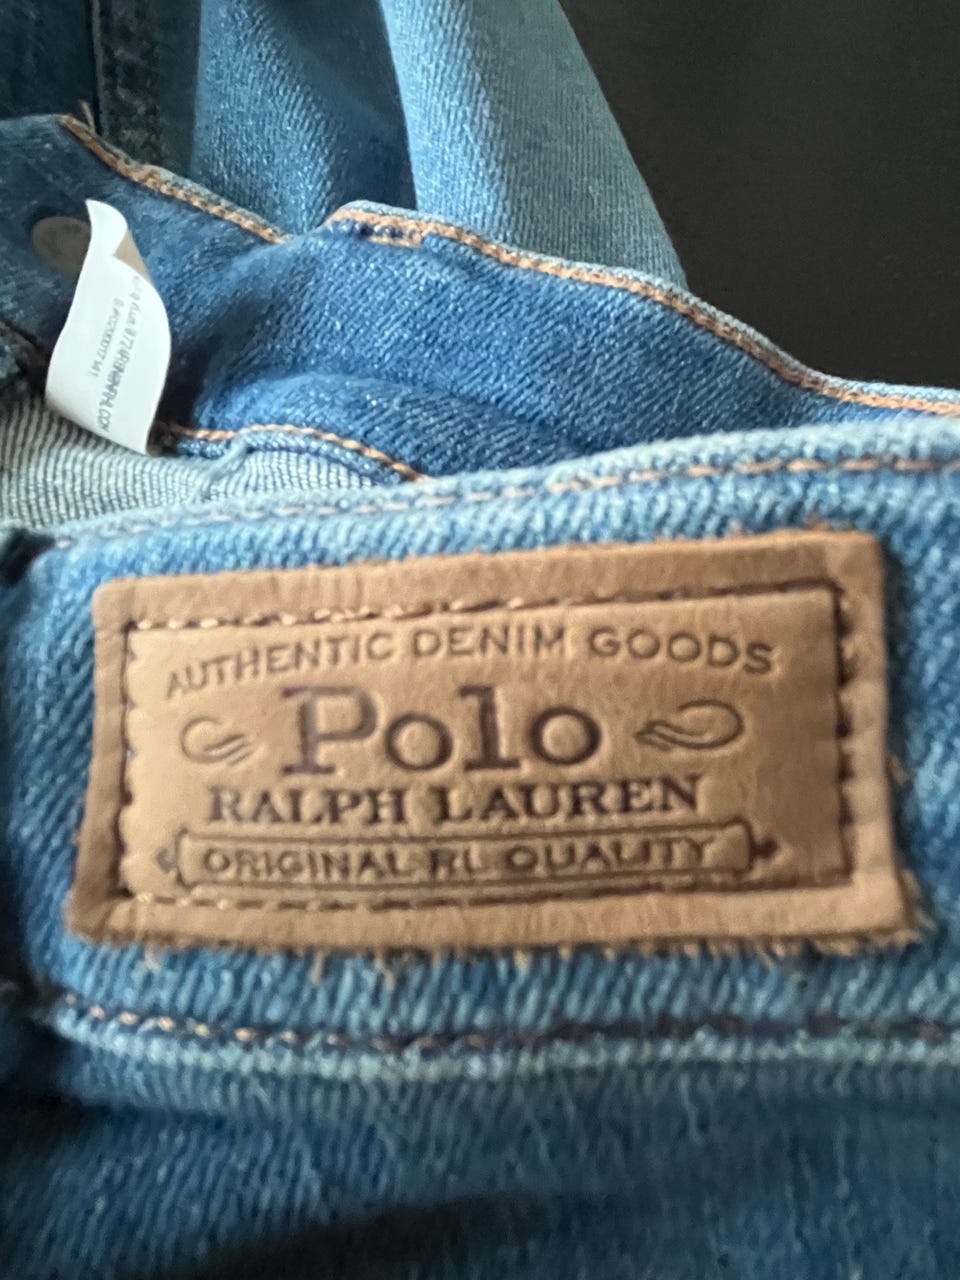 AUTHENTIC DENIM GOODS
Polo
RALPH LAUREN
ORIGINAL RL QUALITY